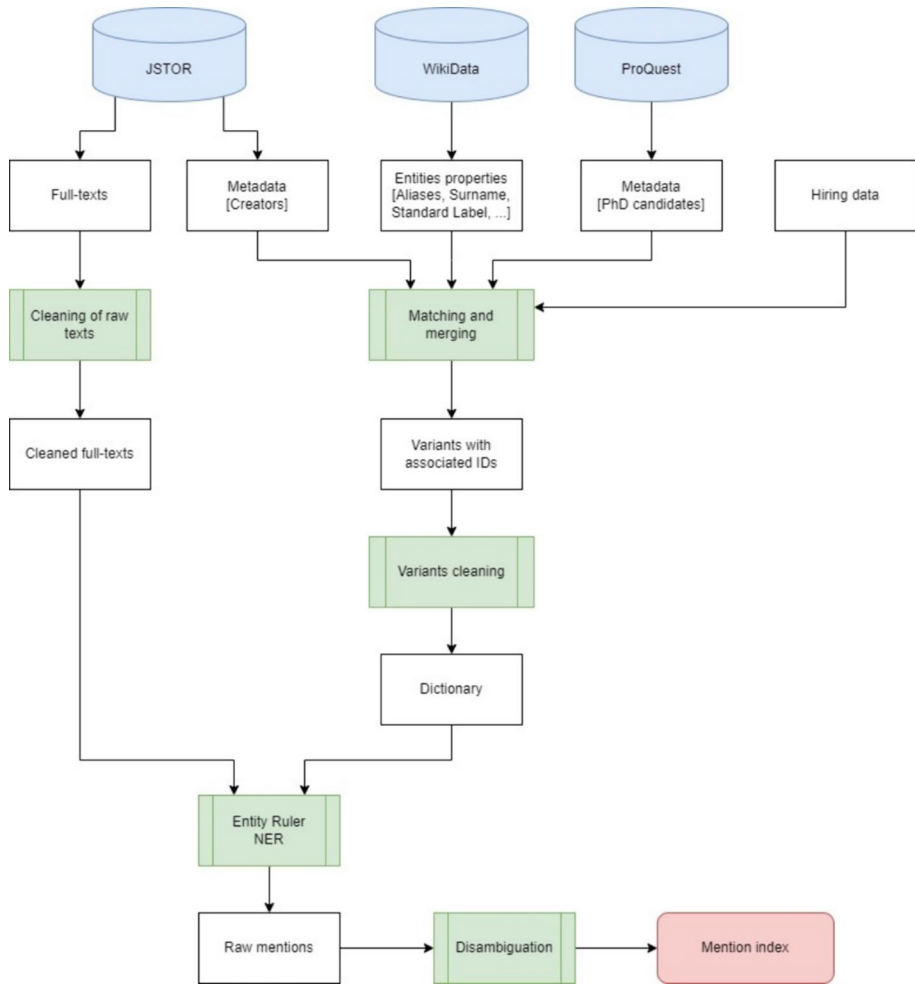 JSTOR
WikiData
ProQuest
Full-texts
Metadata
[Creators]
Entities properties
[Aliases, Surname,
Standard Label, ...]
Metadata
[PhD candidates]
Hiring data
Cleaning of raw
texts
Matching and
merging
Cleaned full-texts
Variants with
associated IDs
Variants cleaning
Dictionary
Entity Ruler
NER
Raw mentions
Disambiguation
Mention index